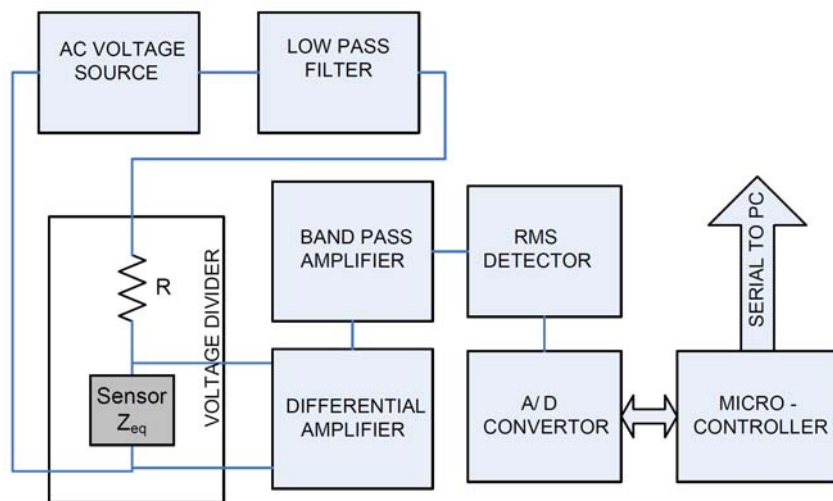 AC VOLTAGE
SOURCE
LOW PASS
FILTER
BAND PASS
AMPLIFIER
RMS
DETECTOR
SERIAL TO PC
R
VOLTAGE DIVIDER
Sensor
Zeq
DIFFERENTIAL
AMPLIFIER
A/ D
CONVERTOR
MICRO -
CONTROLLER